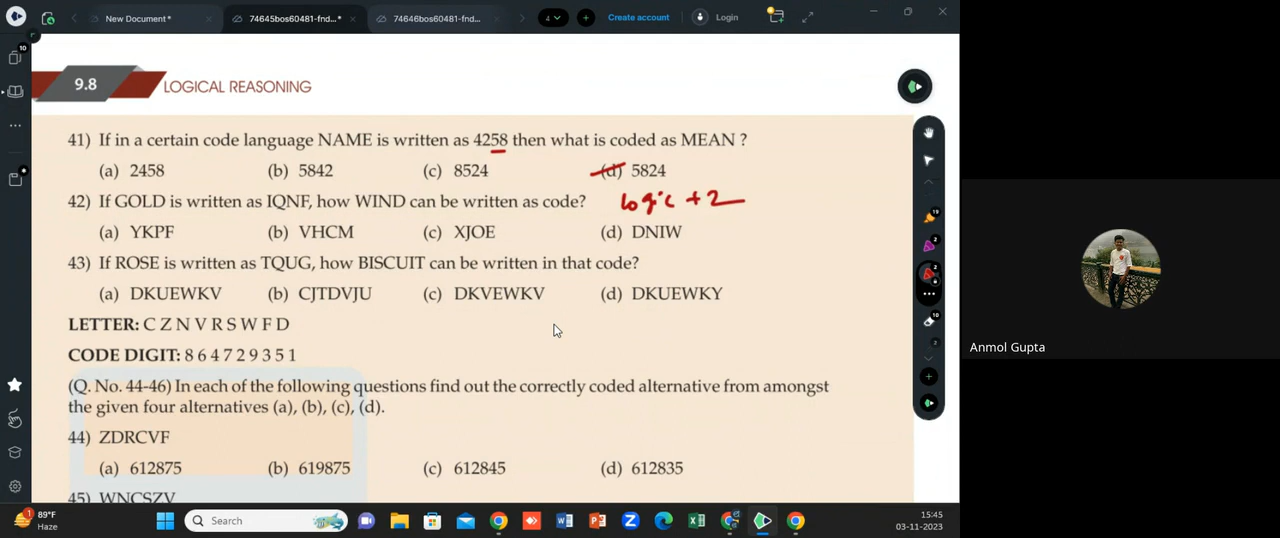 New Document*
74645bos60481-fnd...*
74646bos60481-fnd...
4
Create account
Login
10
9.8
LOGICAL REASONING
41) If in a certain code language NAME is written as 4258 then what is coded as MEAN ?
(a) 2458 (b) 5842 (c) 8524 (d) 5824
42) If GOLD is written as IQNF, how WIND can be written as code? logic +2
(a) YKPF (b) VHCM (c) XJOE (d) DNIW
43) If ROSE is written as TQUG, how BISCUIT can be written in that code?
(a) DKUEWKV (b) CJTDVJU (c) DKVEWKV (d) DKUEWKY
LETTER: C Z N V R S W F D
CODE DIGIT: 8 6 4 7 2 9 3 5 1
(Q. No. 44-46) In each of the following questions find out the correctly coded alternative from amongst
the given four alternatives (a), (b), (c), (d).
44) ZDRCVF
(a) 612875 (b) 619875 (c) 612845 (d) 612835
45) WNCSZV
Anmol Gupta
89°F
Haze
Search
15:45
03-11-2023